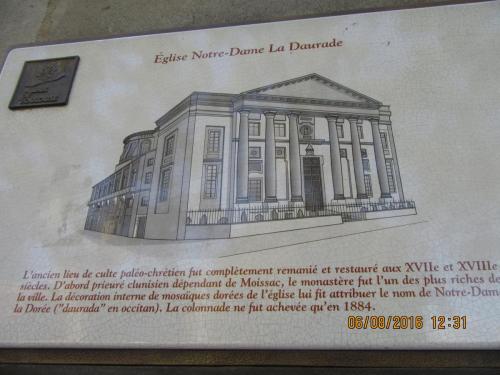 Église Notre-Dame La Daurade
L'ancien lieu de culte paléo-chrétien fut complètement remanié et restauré aux XVIIe et XVIIIe
siècles. D'abord prieuré clunisien dépendant de Moissac, le monastère fut l'un des plus riches de
la ville. La décoration interne de mosaïques dorées de l'église lui fit attribuer le nom de Notre-Dame
la Dorée ("daurada" en occitan). La colonnade ne fut achevée qu'en 1884.
06/08/2016 12:31